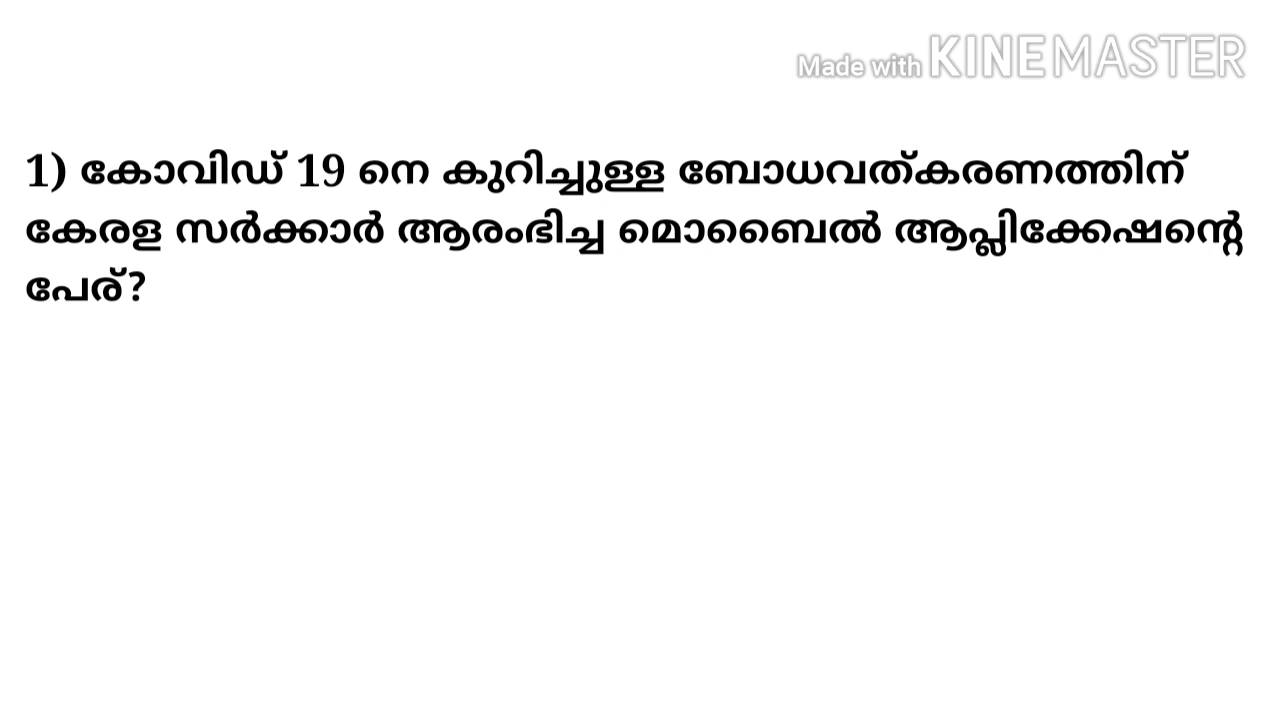 Made with KINEMASTER
1) കോവിഡ് 19 നെ കുറിച്ചുള്ള ബോധവത്കരണത്തിന്
കേരള സർക്കാർ ആരംഭിച്ച മൊബൈൽ ആപ്ലിക്കേഷന്റെ
പേര്?